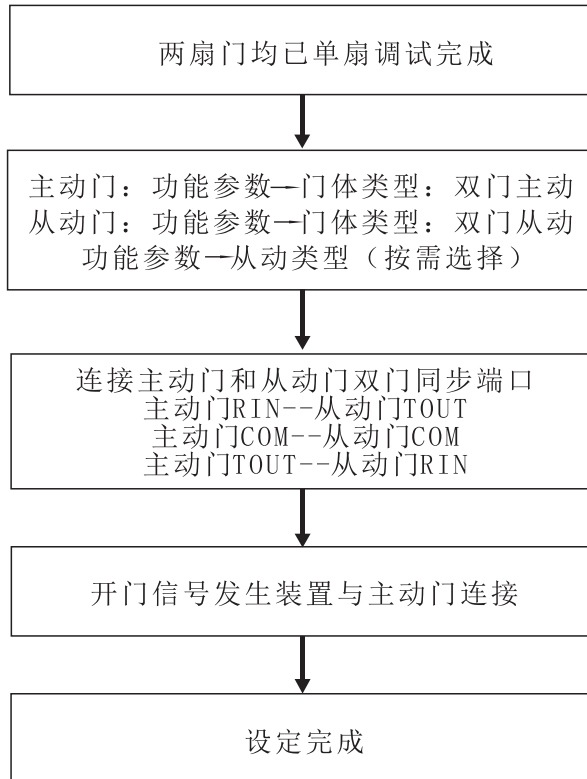 两扇门均已单扇调试完成
主动门：功能参数→门体类型：双门主动
从动门：功能参数→门体类型：双门从动
功能参数→从动类型（按需选择）
连接主动门和从动门双门同步端口
主动门RIN--从动门TOUT
主动门COM--从动门COM
主动门TOUT--从动门RIN
开门信号发生装置与主动门连接
设定完成